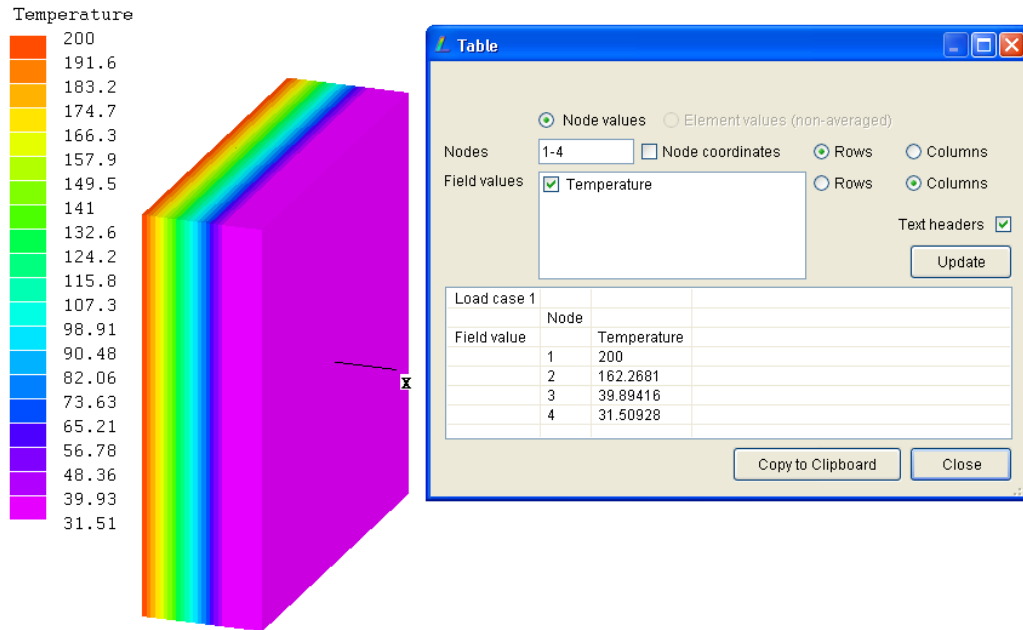 Temperature
200
191.6
183.2
174.7
166.3
157.9
149.5
141
132.6
124.2
115.8
107.3
98.91
90.48
82.06
73.63
65.21
56.78
48.36
39.93
31.51
X
Table
Node values Element values (non-averaged)
Nodes 1-4 Node coordinates Rows Columns
Field values Temperature Rows Columns
Text headers
Update
Load case 1
Node
Field value Temperature
1 200
2 162.2681
3 39.89416
4 31.50928
Copy to Clipboard Close